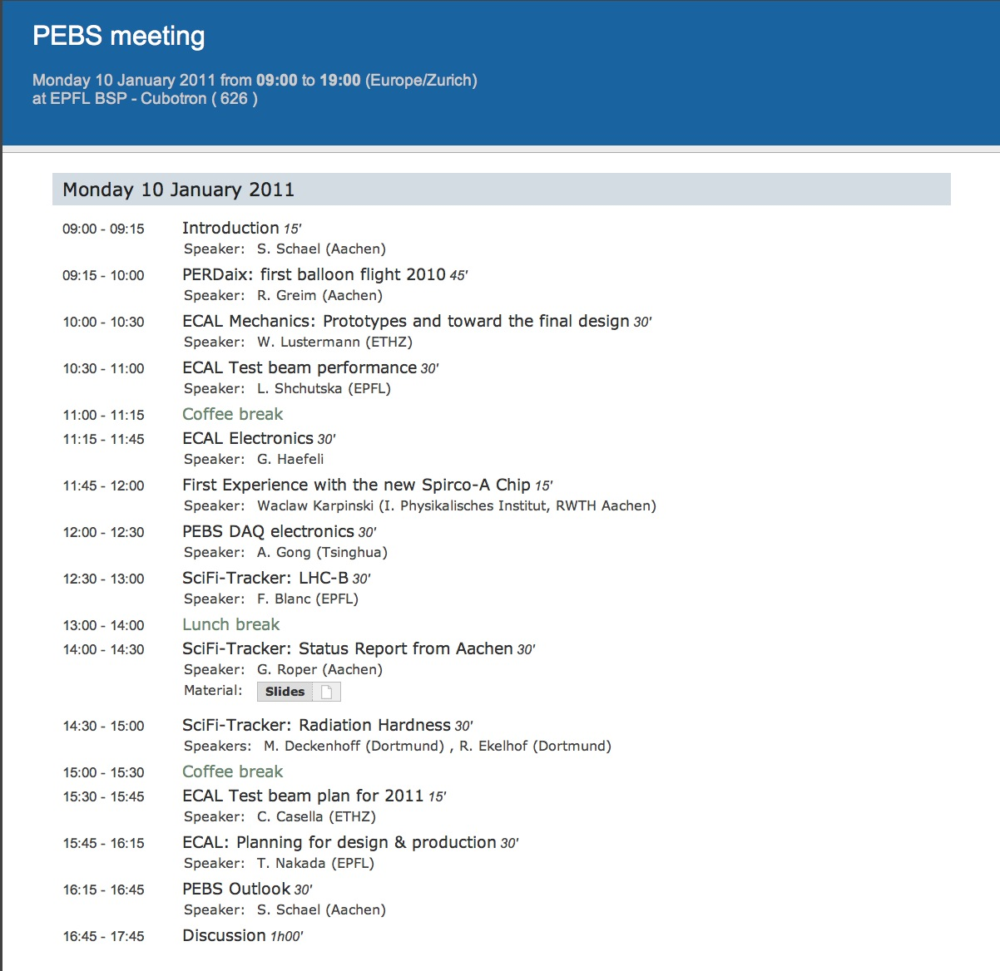 PEBS meeting
Monday 10 January 2011 from 09:00 to 19:00 (Europe/Zurich)
at EPFL BSP - Cubotron ( 626 )
Monday 10 January 2011
09:00 - 09:15 Introduction 15'
Speaker: S. Schael (Aachen)
09:15 - 10:00 PERDaix: first balloon flight 2010 45'
Speaker: R. Greim (Aachen)
10:00 - 10:30 ECAL Mechanics: Prototypes and toward the final design 30'
Speaker: W. Lustermann (ETHZ)
10:30 - 11:00 ECAL Test beam performance 30'
Speaker: L. Shchutska (EPFL)
11:00 - 11:15 Coffee break
11:15 - 11:45 ECAL Electronics 30'
Speaker: G. Haefeli
11:45 - 12:00 First Experience with the new Spirco-A Chip 15'
Speaker: Waclaw Karpinski (I. Physikalisches Institut, RWTH Aachen)
12:00 - 12:30 PEBS DAQ electronics 30'
Speaker: A. Gong (Tsinghua)
12:30 - 13:00 SciFi-Tracker: LHC-B 30'
Speaker: F. Blanc (EPFL)
13:00 - 14:00 Lunch break
14:00 - 14:30 SciFi-Tracker: Status Report from Aachen 30'
Speaker: G. Roper (Aachen)
Material: Slides
14:30 - 15:00 SciFi-Tracker: Radiation Hardness 30'
Speakers: M. Deckenhoff (Dortmund) , R. Ekelhof (Dortmund)
15:00 - 15:30 Coffee break
15:30 - 15:45 ECAL Test beam plan for 2011 15'
Speaker: C. Casella (ETHZ)
15:45 - 16:15 ECAL: Planning for design & production 30'
Speaker: T. Nakada (EPFL)
16:15 - 16:45 PEBS Outlook 30'
Speaker: S. Schael (Aachen)
16:45 - 17:45 Discussion 1h00'